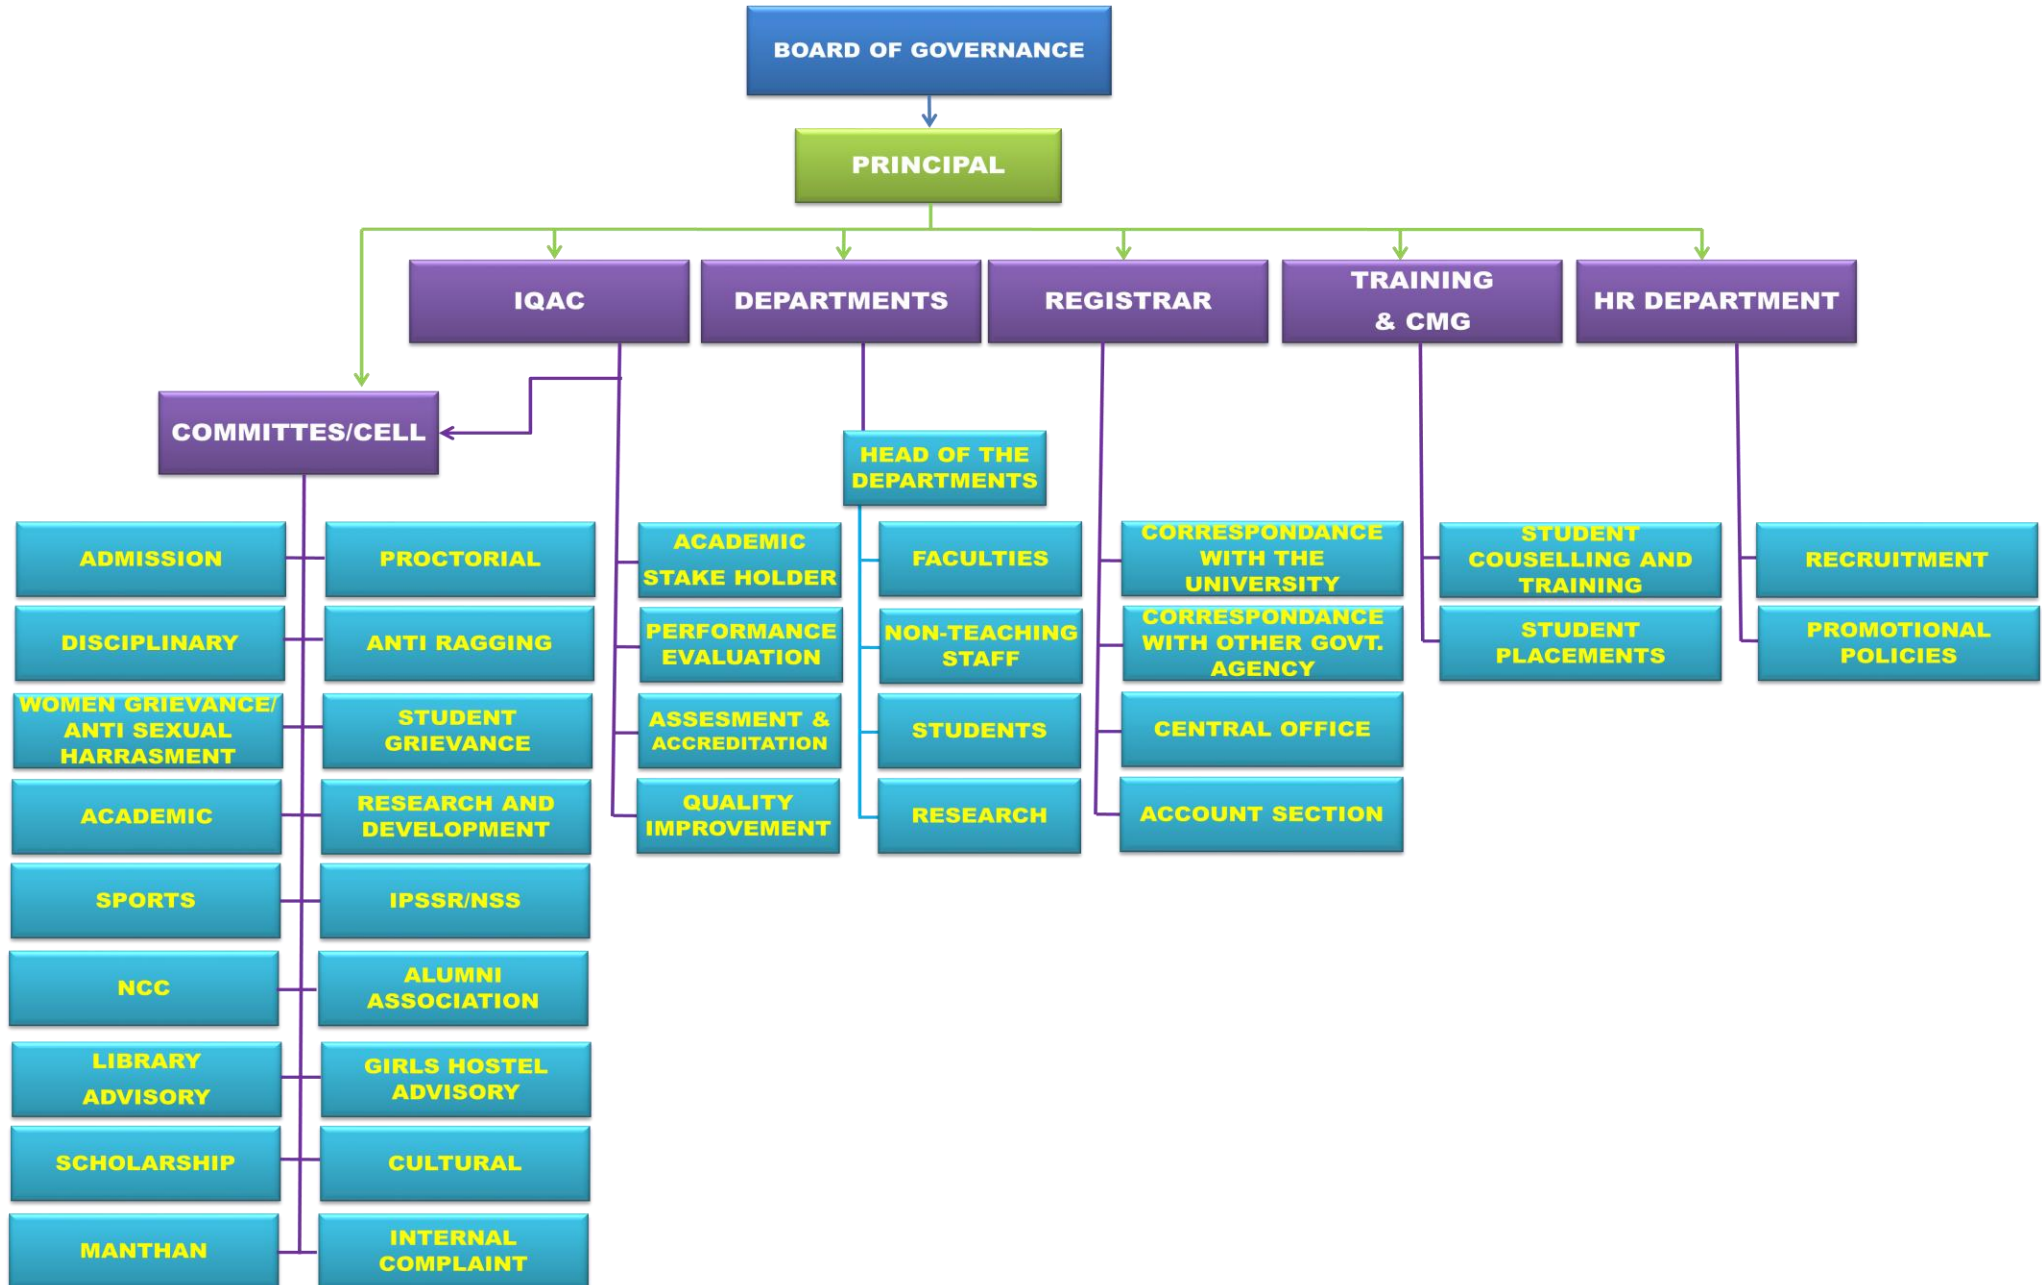 BOARD OF GOVERNANCE
PRINCIPAL
IQAC
DEPARTMENTS
REGISTRAR
TRAINING
& CMG
HR DEPARTMENT
COMMITTES/CELL
HEAD OF THE
DEPARTMENTS
ADMISSION
PROCTORIAL
DISCIPLINARY
ANTI RAGGING
WOMEN GRIEVANCE/
ANTI SEXUAL
HARRASMENT
STUDENT
GRIEVANCE
ACADEMIC
RESEARCH AND
DEVELOPMENT
SPORTS
IPSSR/NSS
NCC
ALUMNI
ASSOCIATION
LIBRARY
ADVISORY
GIRLS HOSTEL
ADVISORY
SCHOLARSHIP
CULTURAL
MANTHAN
INTERNAL
COMPLAINT
ACADEMIC
STAKE HOLDER
PERFORMANCE
EVALUATION
ASSESMENT &
ACCREDITATION
QUALITY
IMPROVEMENT
FACULTIES
NON-TEACHING
STAFF
STUDENTS
RESEARCH
CORRESPONDANCE
WITH THE
UNIVERSITY
CORRESPONDANCE
WITH OTHER GOVT.
AGENCY
CENTRAL OFFICE
ACCOUNT SECTION
STUDENT
COUSELLING AND
TRAINING
STUDENT
PLACEMENTS
RECRUITMENT
PROMOTIONAL
POLICIES